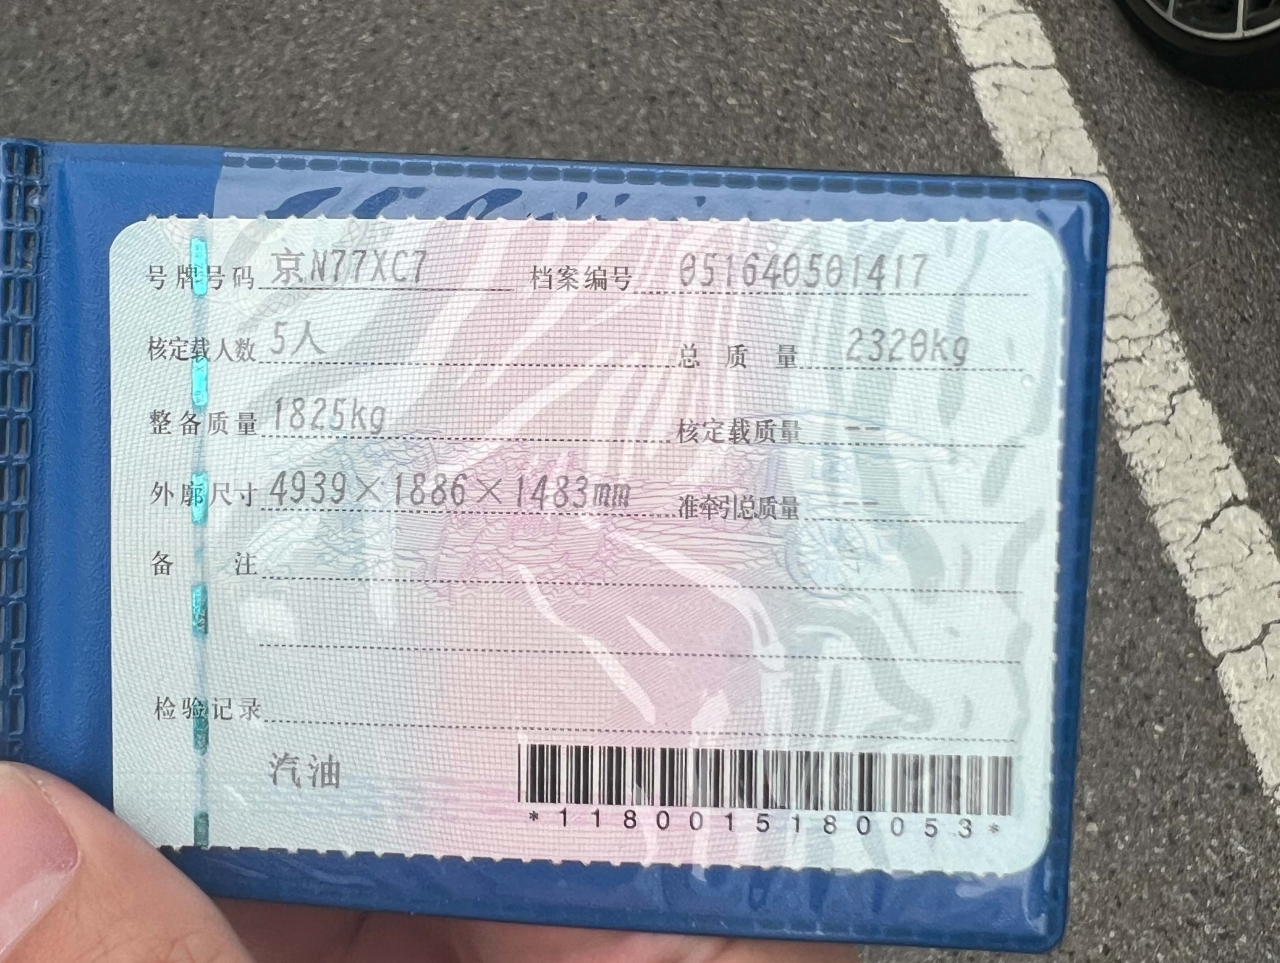 号牌号码 京N77XC7 档案编号 051640501417
核定载人数 5人 总质量 2320kg
整备质量 1825kg 核定载质量 --
外廓尺寸 4939×1886×1483mm 准牵引总质量 --
备注
检验记录
汽油
*1180015180053*